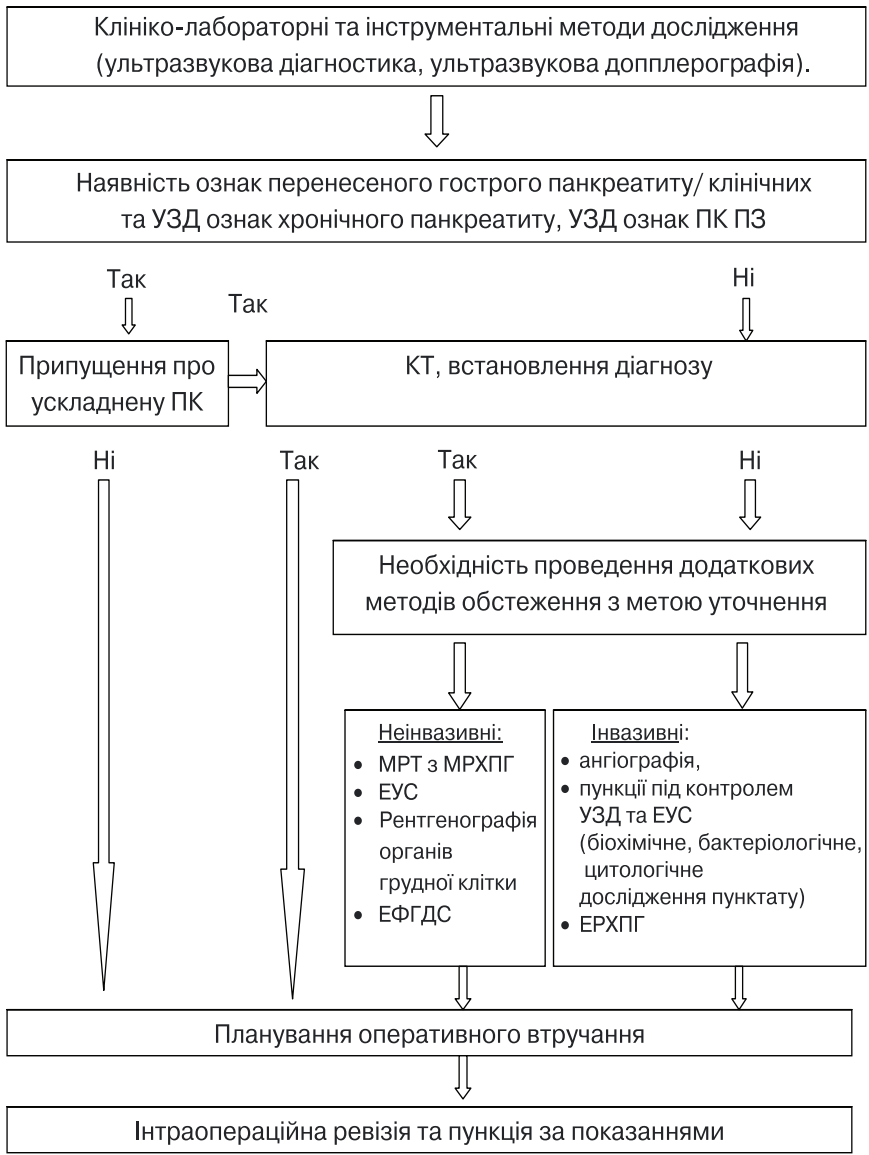 Клініко-лабораторні та інструментальні методи дослідження
(ультразвукова діагностика, ультразвукова допплерографія).
Наявність ознак перенесеного гострого панкреатиту/ клінічних
та УЗД ознак хронічного панкреатиту, УЗД ознак ПК ПЗ
Так
Ні
Так
Припущення про
ускладнену ПК
КТ, встановлення діагнозу
Ні
Так
Так
Ні
Необхідність проведення додаткових
методів обстеження з метою уточнення
Неінвазивні:
• МРТ з МРХПГ
• ЕУС
• Рентгенографія
органів
грудної клітки
• ЕФГДС
Інвазивні:
• ангіографія,
• пункції під контролем
УЗД та ЕУС
(біохімічне, бактеріологічне,
цитологічне
дослідження пунктату)
• ЕРХПГ
Планування оперативного втручання
Інтраопераційна ревізія та пункція за показаннями